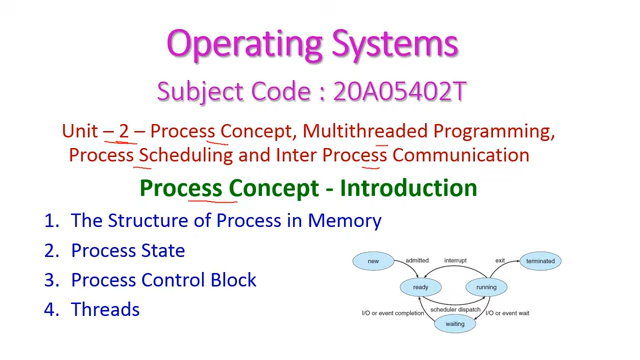 Operating Systems
Subject Code : 20A05402T
Unit – 2 – Process Concept, Multithreaded Programming,
Process Scheduling and Inter Process Communication
Process Concept - Introduction
1. The Structure of Process in Memory
2. Process State
3. Process Control Block
4. Threads
new admitted interrupt exit terminated
ready running
scheduler dispatch
I/O or event completion I/O or event wait
waiting